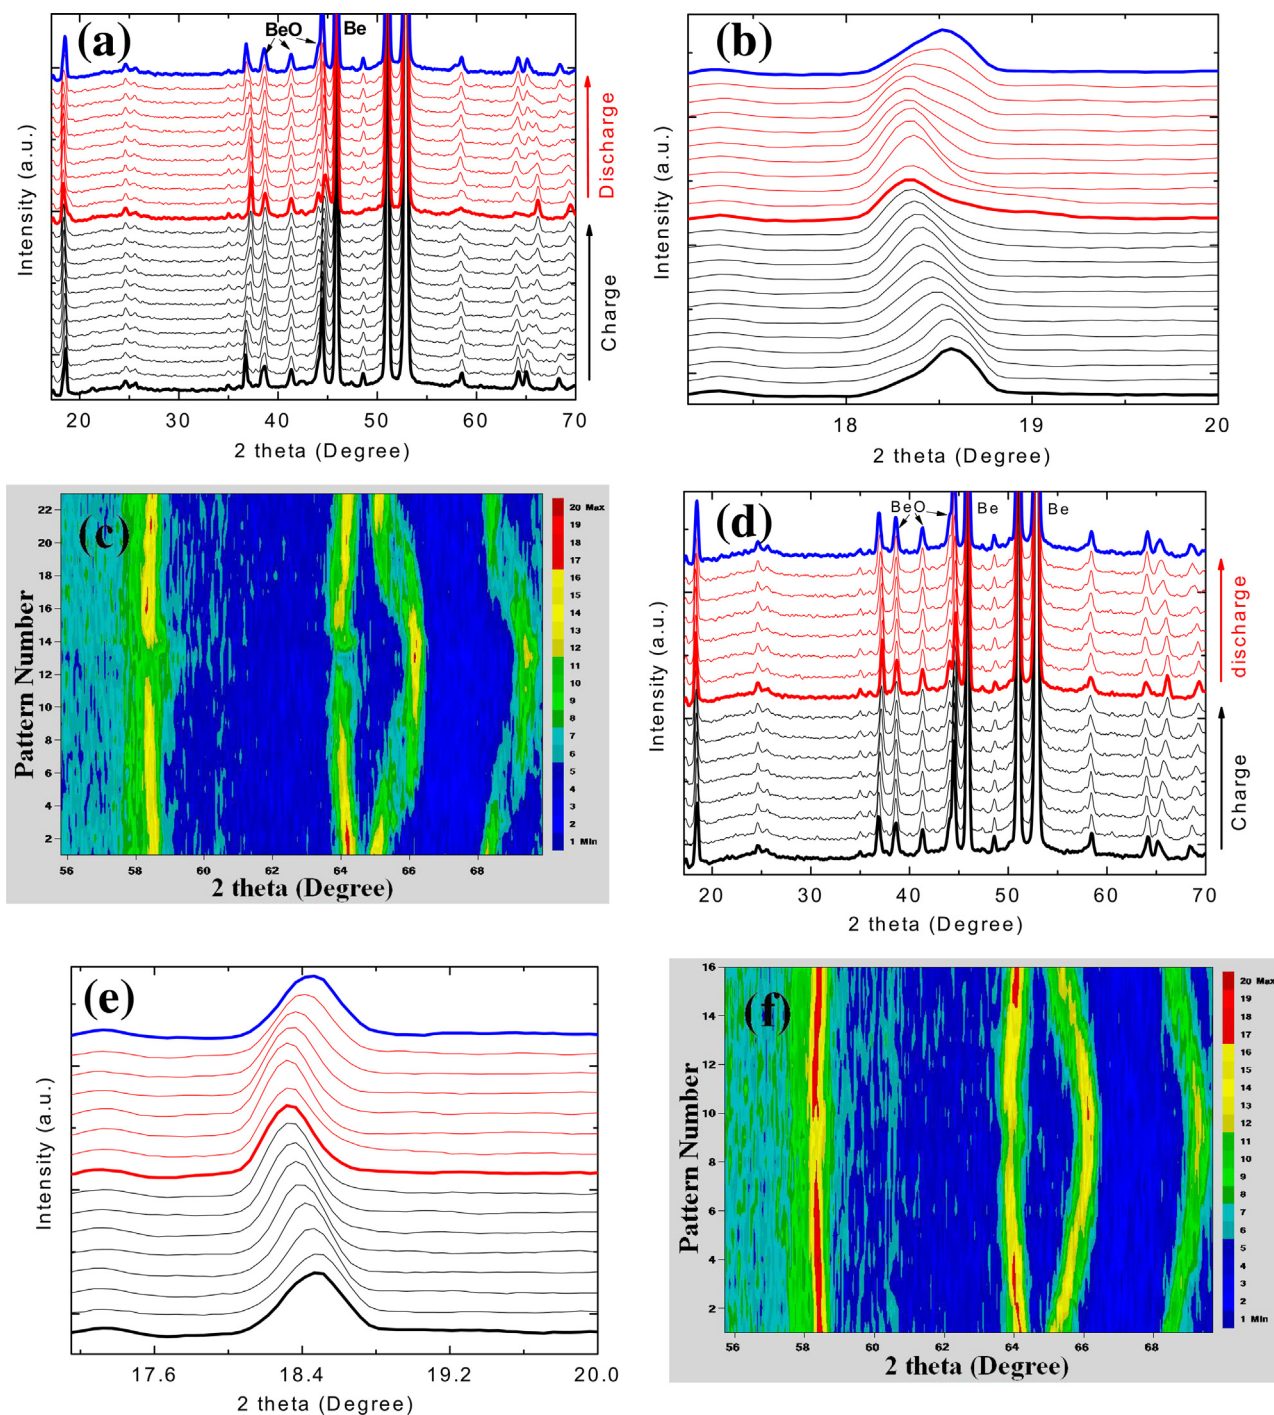 (a)
BeO
Be
Intensity (a.u.)
Discharge
Charge
20 30 40 50 60 70
2 theta (Degree)
(b)
Intensity (a.u.)
18 19 20
2 theta (Degree)
(c)
Pattern Number
22
20
18
16
14
12
10
8
6
4
2
56 58 60 62 64 66 68
2 theta (Degree)
20 Max
19
18
17
16
15
14
13
12
11
10
9
8
7
6
5
4
3
2
1 Min
(d)
BeO
Be
Be
Intensity (a.u.)
discharge
Charge
20 30 40 50 60 70
2 theta (Degree)
(e)
Intensity (a.u.)
17.6 18.4 19.2 20.0
2 theta (Degree)
(f)
Pattern Number
16
14
12
10
8
6
4
2
56 58 60 62 64 66 68
2 theta (Degree)
20 Max
19
18
17
16
15
14
13
12
11
10
9
8
7
6
5
4
3
2
1 Min